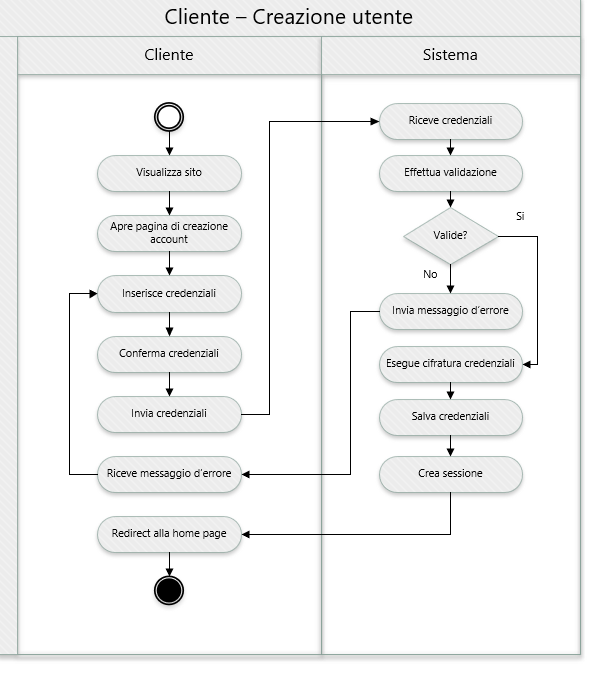 Cliente – Creazione utente
Cliente
Sistema
Visualizza sito
Apre pagina di creazione
account
Inserisce credenziali
Conferma credenziali
Invia credenziali
Riceve messaggio d'errore
Redirect alla home page
Riceve credenziali
Effettua validazione
Valide?
Si
No
Invia messaggio d'errore
Esegue cifratura credenziali
Salva credenziali
Crea sessione